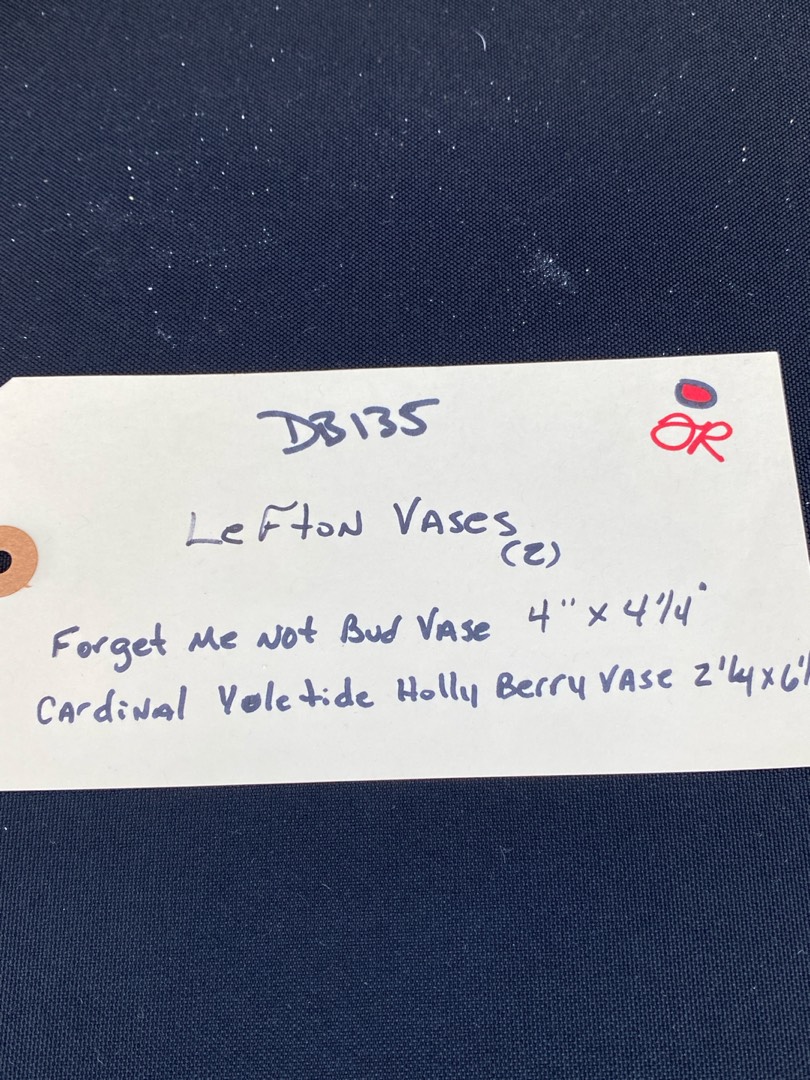 DB135
OR
Lefton Vases
(2)
Forget Me Not Bud Vase 4" x 4 1/4"
Cardinal Yuletide Holly Berry Vase 2 1/4 x 6